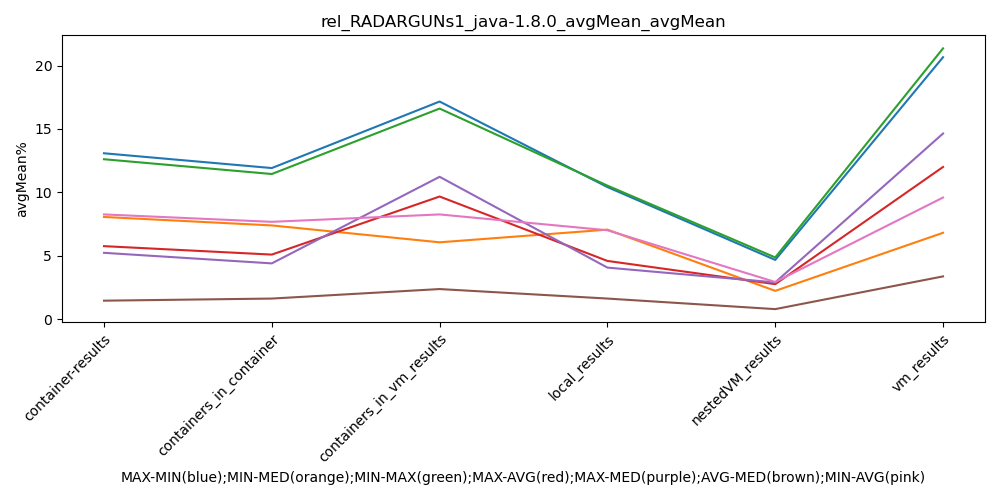 rel_RADARGUNs1_java-1.8.0_avgMean_avgMean
20
15
10
5
0
avgMean%
container-results
containers_in_container
containers_in_vm_results
local_results
nestedVM_results
vm_results
MAX-MIN(blue);MIN-MED(orange);MIN-MAX(green);MAX-AVG(red);MAX-MED(purple);AVG-MED(brown);MIN-AVG(pink)